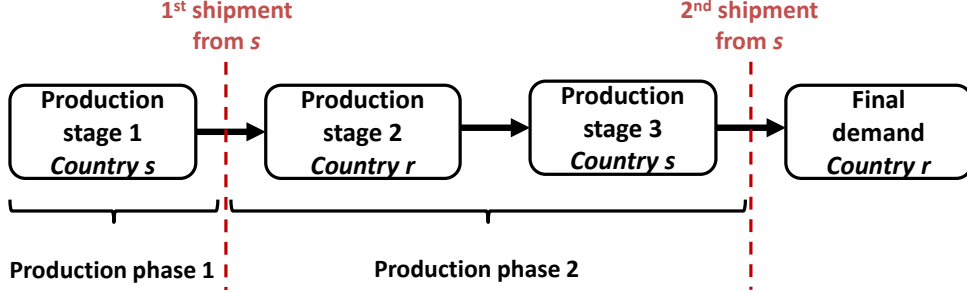 1st shipment
from s
2nd shipment
from s
Production
stage 1
Country s
Production
stage 2
Country r
Production
stage 3
Country s
Final
demand
Country r
Production phase 1
Production phase 2